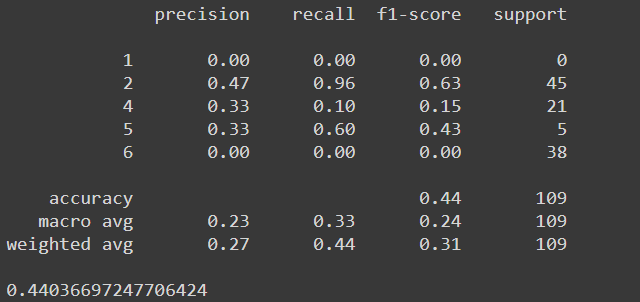 precision recall f1-score support
1 0.00 0.00 0.00 0
2 0.47 0.96 0.63 45
4 0.33 0.10 0.15 21
5 0.33 0.60 0.43 5
6 0.00 0.00 0.00 38
accuracy 0.44 109
macro avg 0.23 0.33 0.24 109
weighted avg 0.27 0.44 0.31 109
0.44036697247706424